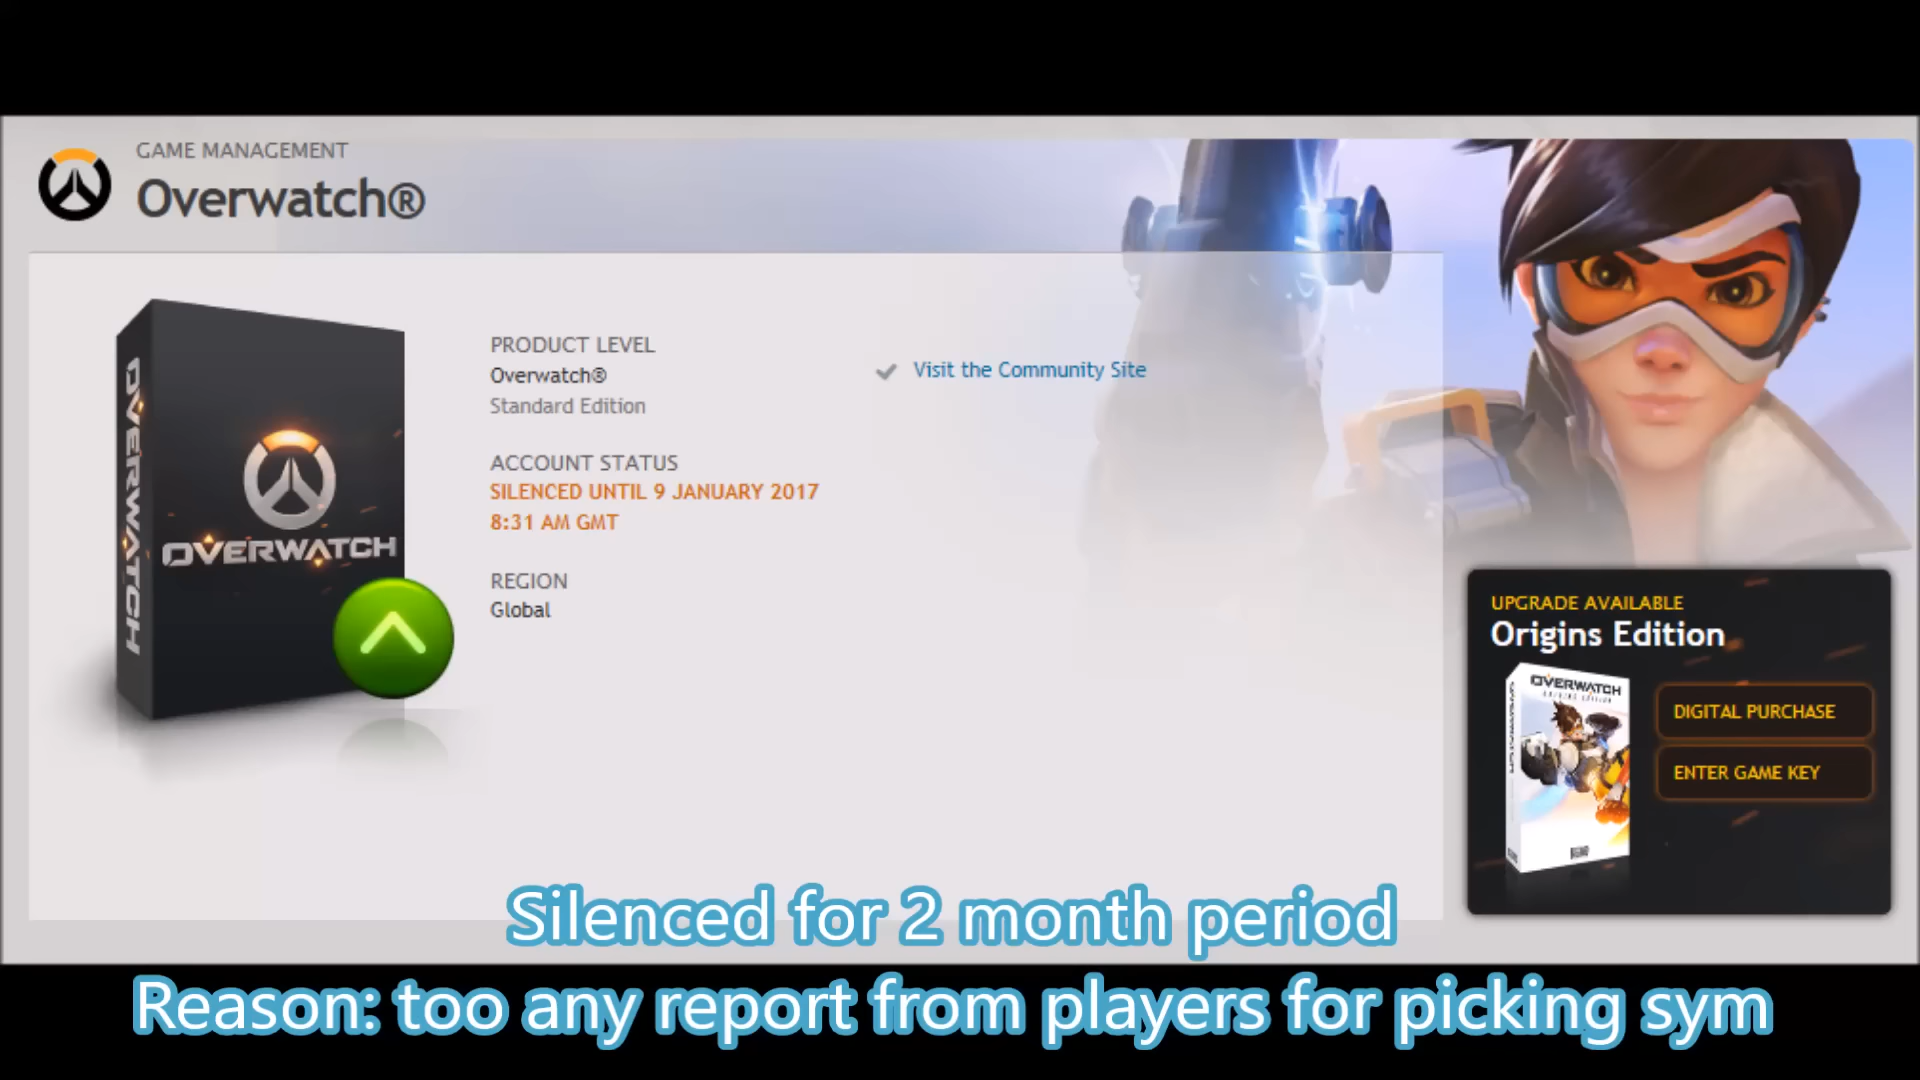 GAME MANAGEMENT
Overwatch®
PRODUCT LEVEL
Overwatch®
Standard Edition
Visit the Community Site
ACCOUNT STATUS
SILENCED UNTIL 9 JANUARY 2017
8:31 AM GMT
REGION
Global
OVERWATCH
OVERWATCH
UPGRADE AVAILABLE
Origins Edition
OVERWATCH
ORIGINS EDITION
DIGITAL PURCHASE
ENTER GAME KEY
Silenced for 2 month period
Reason: too any report from players for picking sym